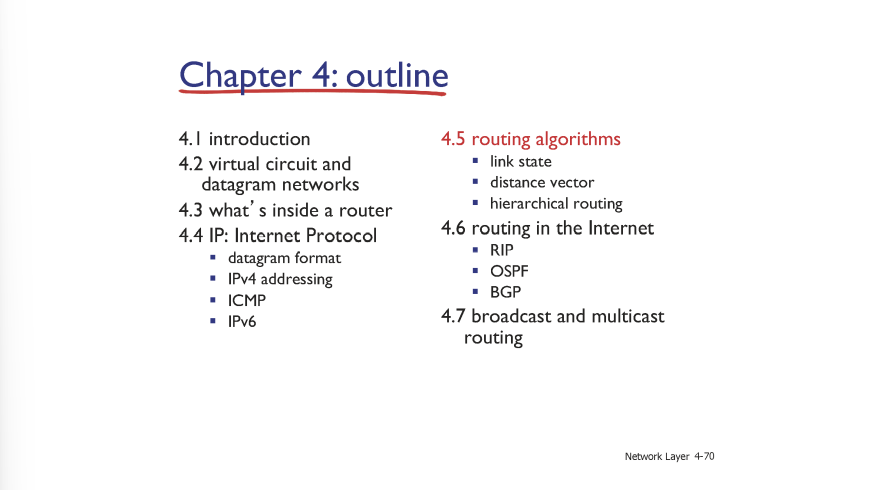 Chapter 4: outline
4.1 introduction
4.2 virtual circuit and
datagram networks
4.3 what’s inside a router
4.4 IP: Internet Protocol
▪ datagram format
▪ IPv4 addressing
▪ ICMP
▪ IPv6
4.5 routing algorithms
▪ link state
▪ distance vector
▪ hierarchical routing
4.6 routing in the Internet
▪ RIP
▪ OSPF
▪ BGP
4.7 broadcast and multicast
routing
Network Layer 4-70